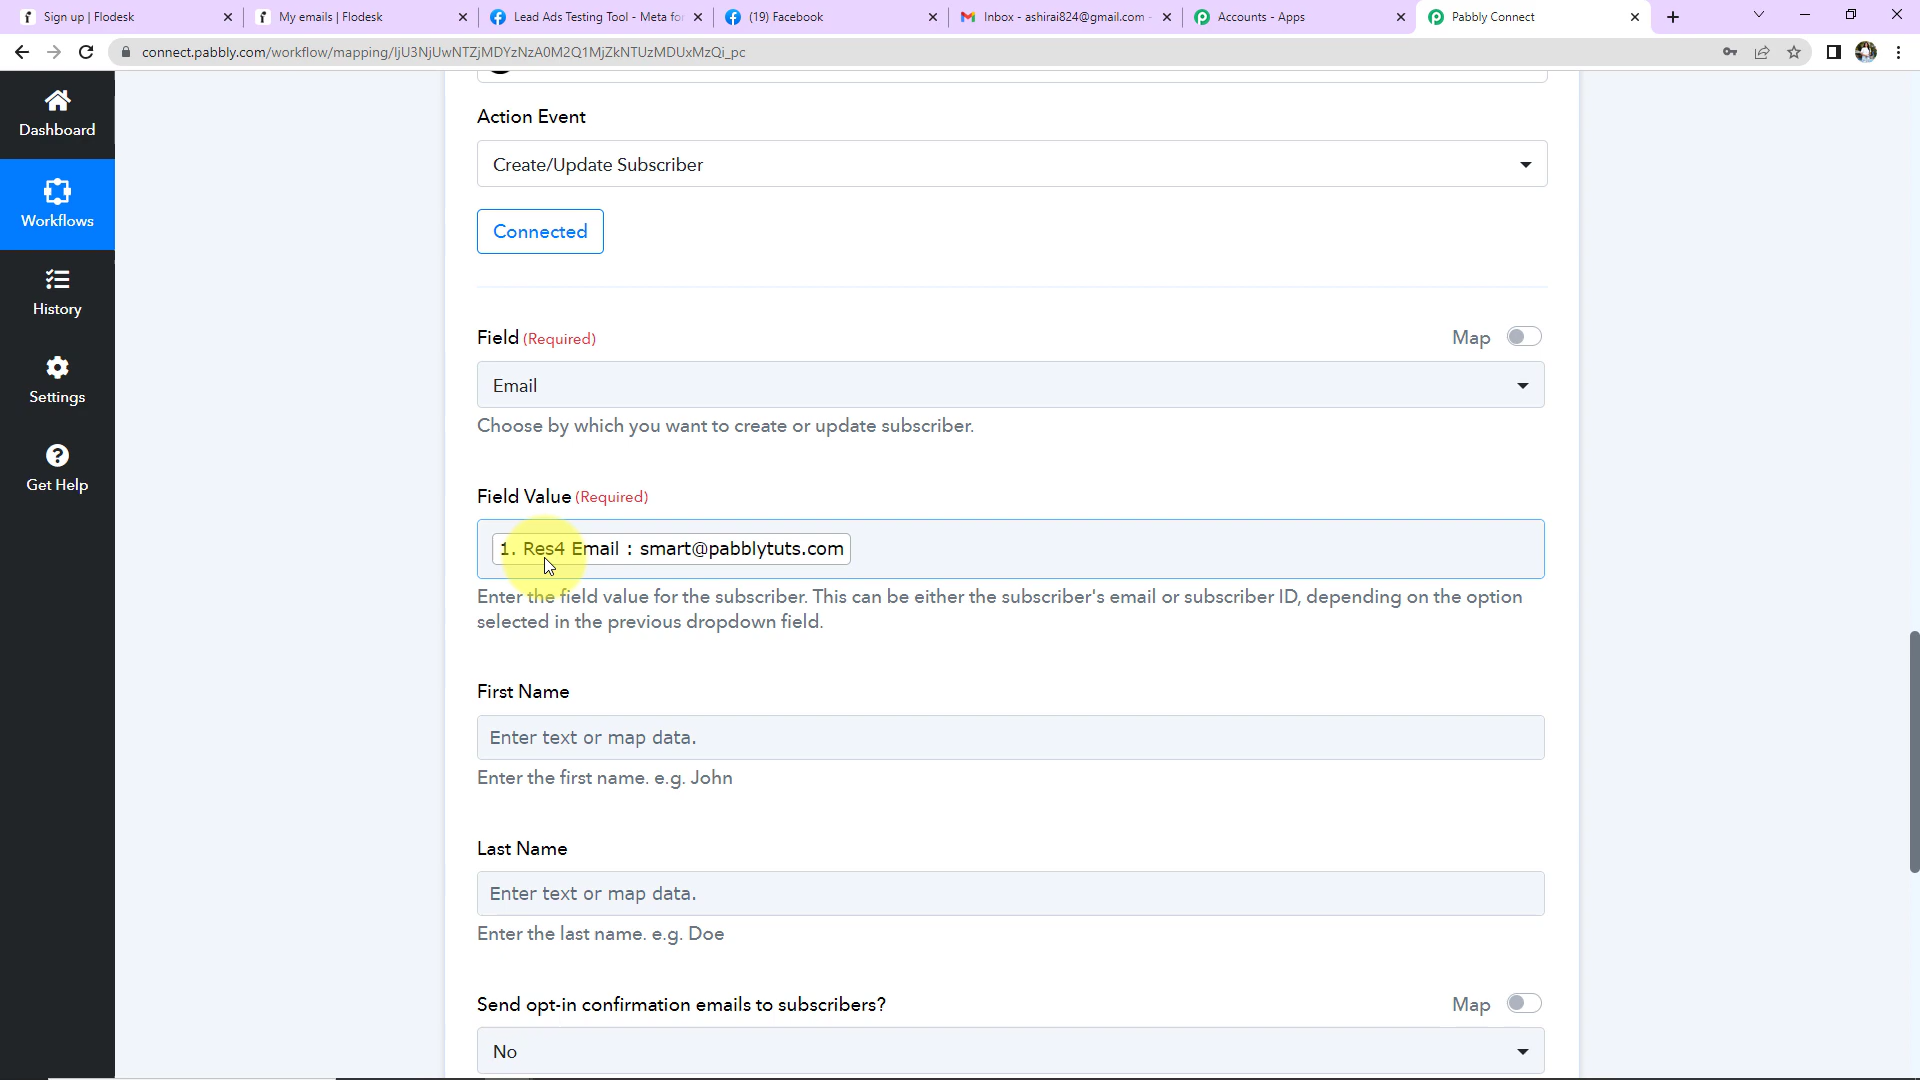 Sign up | Flodesk
My emails | Flodesk
Lead Ads Testing Tool - Meta fo
(19) Facebook
Inbox - ashirai824@gmail.com -
Accounts - Apps
Pabbly Connect
connect.pabbly.com/workflow/mapping/IjU3NjUwNTZjMDYzNzA0M2Q1MjZkNTUzMDUxMzQi_pc
Dashboard
Workflows
History
Settings
Get Help
Action Event
Create/Update Subscriber
Connected
Field (Required)
Map
Email
Choose by which you want to create or update subscriber.
Field Value (Required)
1. Res4 Email : smart@pabblytuts.com
Enter the field value for the subscriber. This can be either the subscriber's email or subscriber ID, depending on the option
selected in the previous dropdown field.
First Name
Enter text or map data.
Enter the first name. e.g. John
Last Name
Enter text or map data.
Enter the last name. e.g. Doe
Send opt-in confirmation emails to subscribers?
Map
No